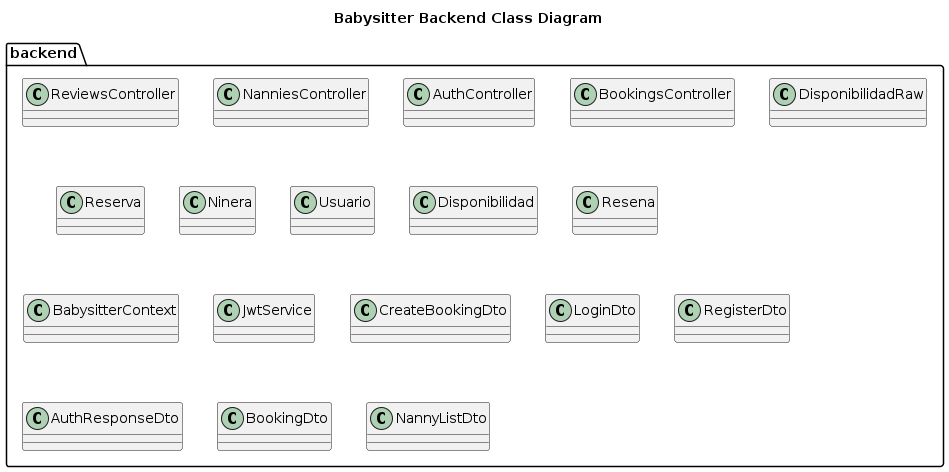 Babysitter Backend Class Diagram
backend
C ReviewsController
C NanniesController
C AuthController
C BookingsController
C DisponibilidadRaw
C Reserva
C Ninera
C Usuario
C Disponibilidad
C Resena
C BabysitterContext
C JwtService
C CreateBookingDto
C LoginDto
C RegisterDto
C AuthResponseDto
C BookingDto
C NannyListDto